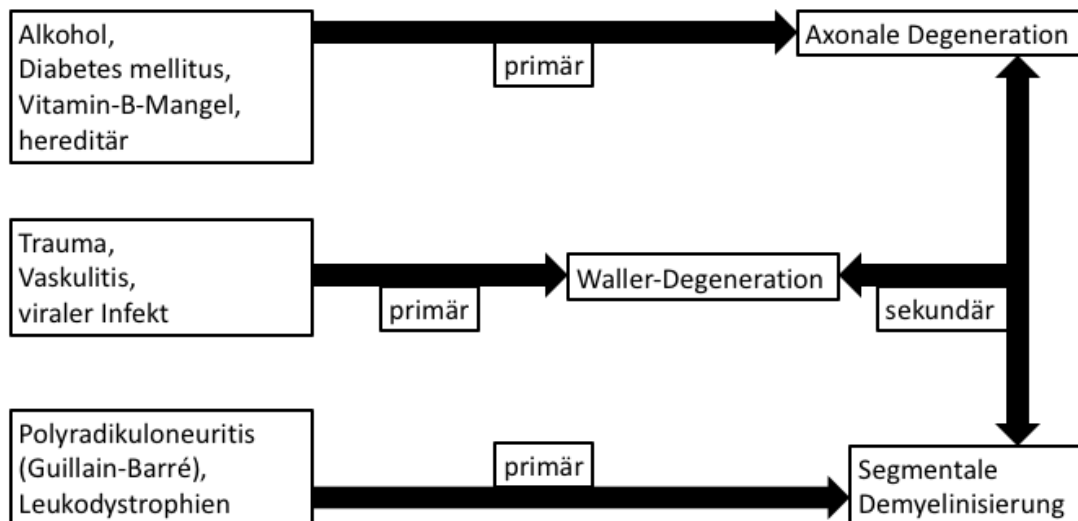 Alkohol,
Diabetes mellitus,
Vitamin-B-Mangel,
hereditär
primär
Axonale Degeneration
Trauma,
Vaskulitis,
viraler Infekt
primär
Waller-Degeneration
sekundär
Polyradikuloneuritis
(Guillain-Barré),
Leukodystrophien
primär
Segmentale
Demyelinisierung